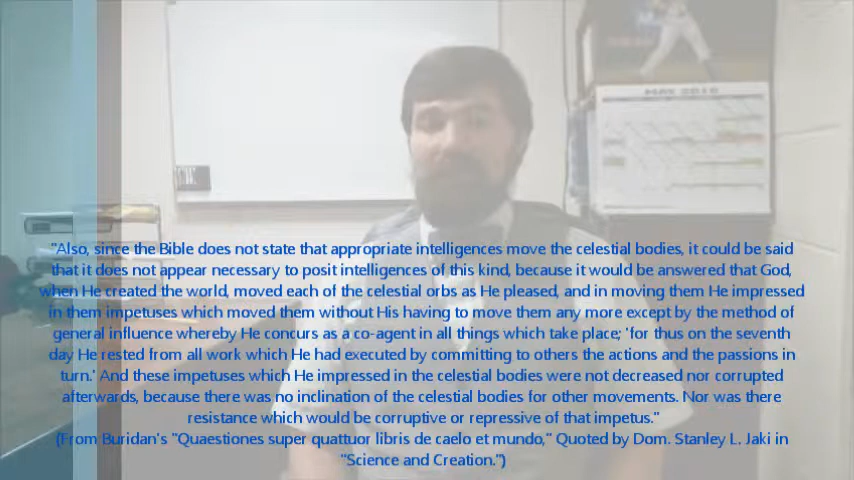 MAY 2010
"Also, since the Bible does not state that appropriate intelligences move the celestial bodies, it could be said
that it does not appear necessary to posit intelligences of this kind, because it would be answered that God,
when He created the world, moved each of the celestial orbs as He pleased, and in moving them He impressed
in them impetuses which moved them without His having to move them any more except by the method of
general influence whereby He concurs as a co-agent in all things which take place; 'for thus on the seventh
day He rested from all work which He had executed by committing to others the actions and the passions in
turn.' And these impetuses which He impressed in the celestial bodies were not decreased nor corrupted
afterwards, because there was no inclination of the celestial bodies for other movements. Nor was there
resistance which would be corruptive or repressive of that impetus."
(From Buridan's "Quaestiones super quattuor libris de caelo et mundo," Quoted by Dom. Stanley L. Jaki in
"Science and Creation.")